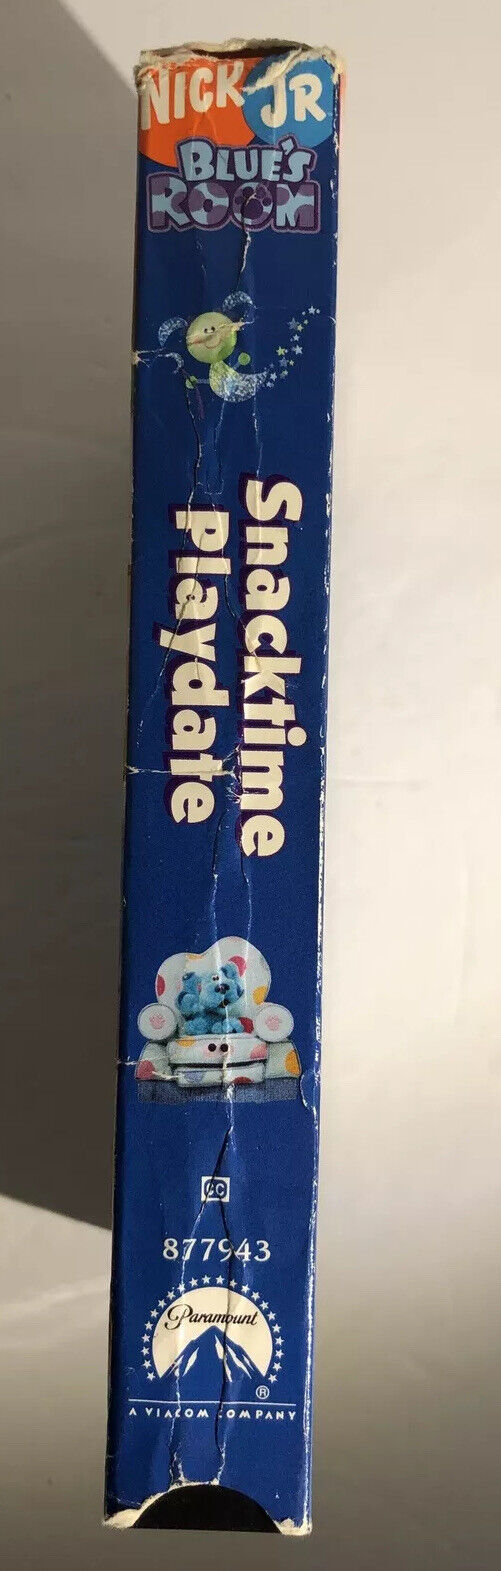 NICK JR
BLUE'S
ROOM
Snacktime
Playdate
CC
877943
Paramount
®
A VIACOM COMPANY